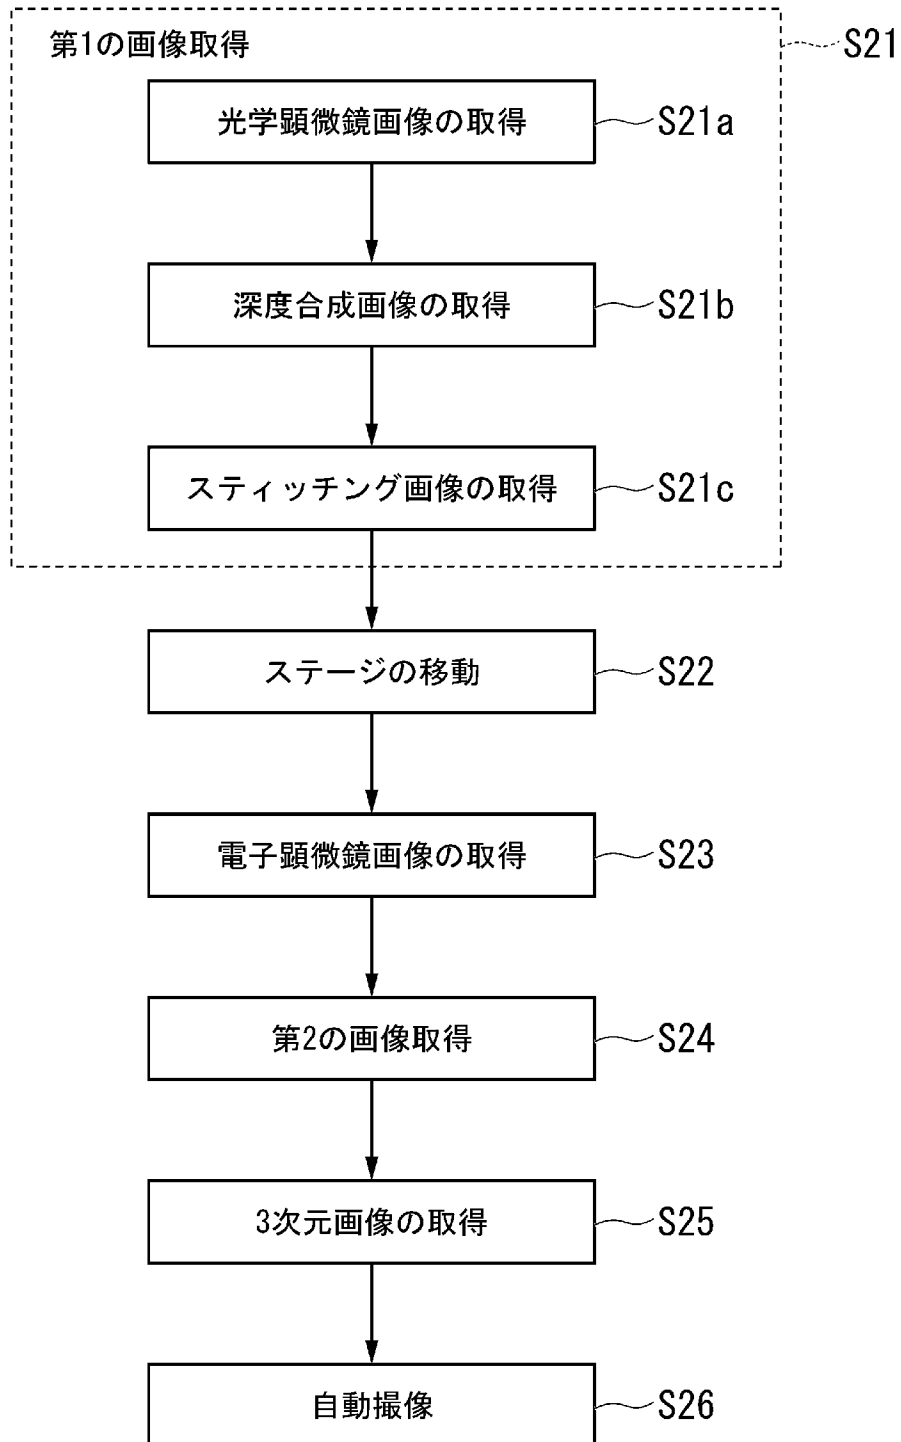 第1の画像取得
S21
光学顕微鏡画像の取得
S21a
深度合成画像の取得
S21b
スティッチング画像の取得
S21c
ステージの移動
S22
電子顕微鏡画像の取得
S23
第2の画像取得
S24
3次元画像の取得
S25
自動撮像
S26